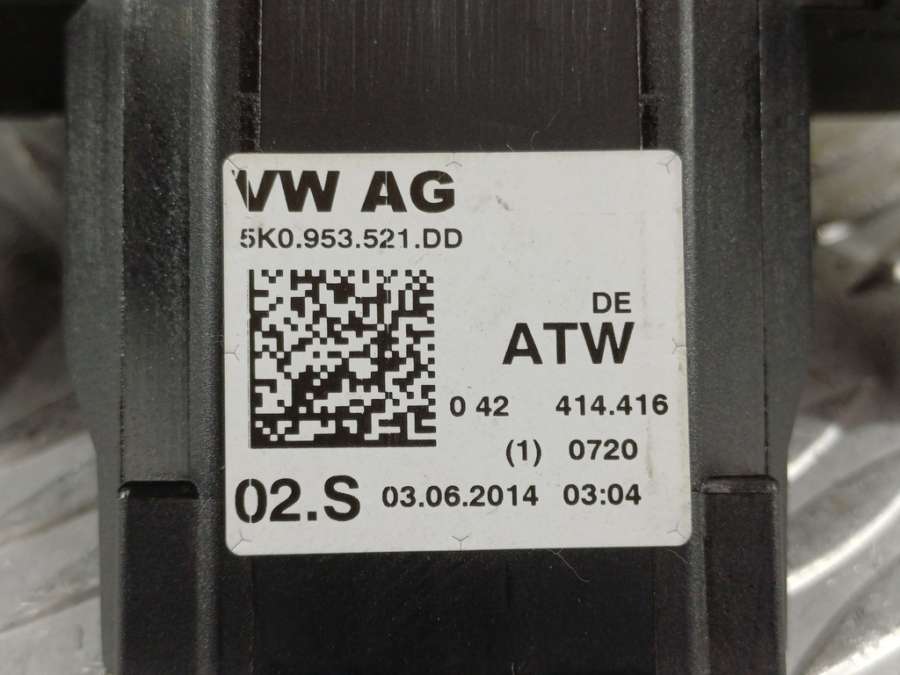 VW AG
5K0.953.521.DD
DE
ATW
0 42 414.416
(1) 0720
02.S 03.06.2014 03:04